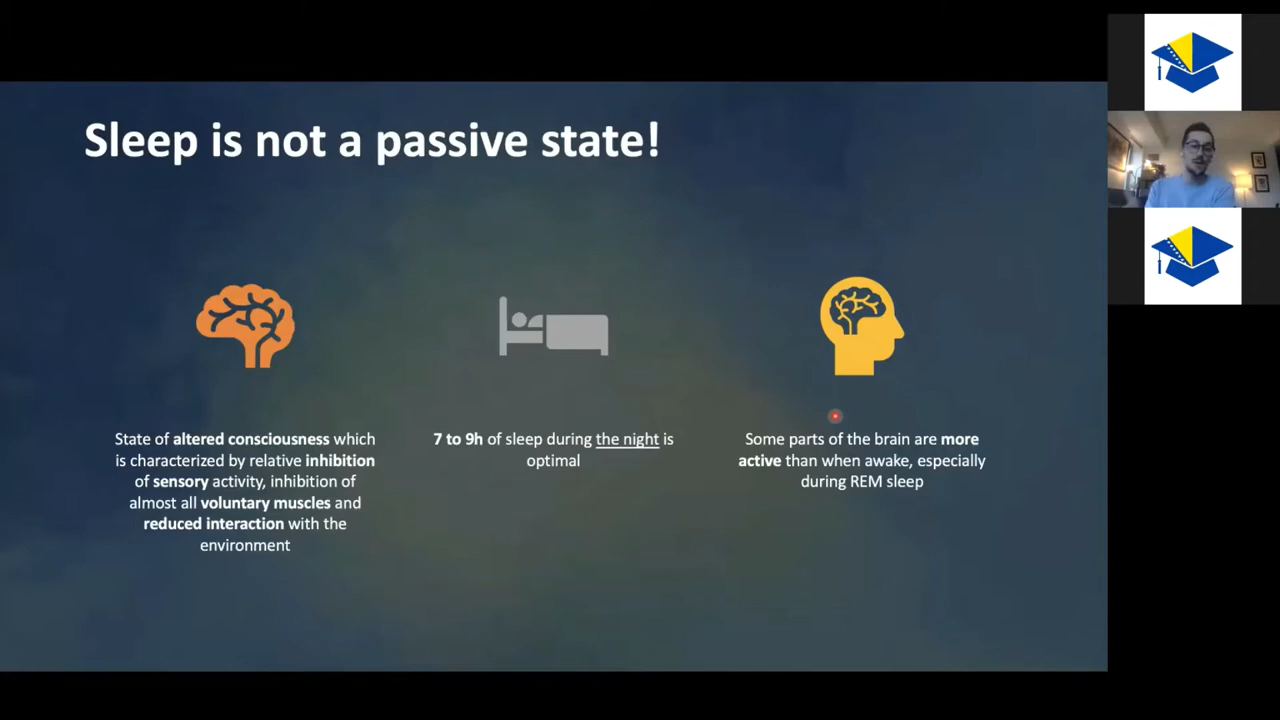 Sleep is not a passive state!
State of altered consciousness which
is characterized by relative inhibition
of sensory activity, inhibition of
almost all voluntary muscles and
reduced interaction with the
environment
7 to 9h of sleep during the night is
optimal
Some parts of the brain are more
active than when awake, especially
during REM sleep